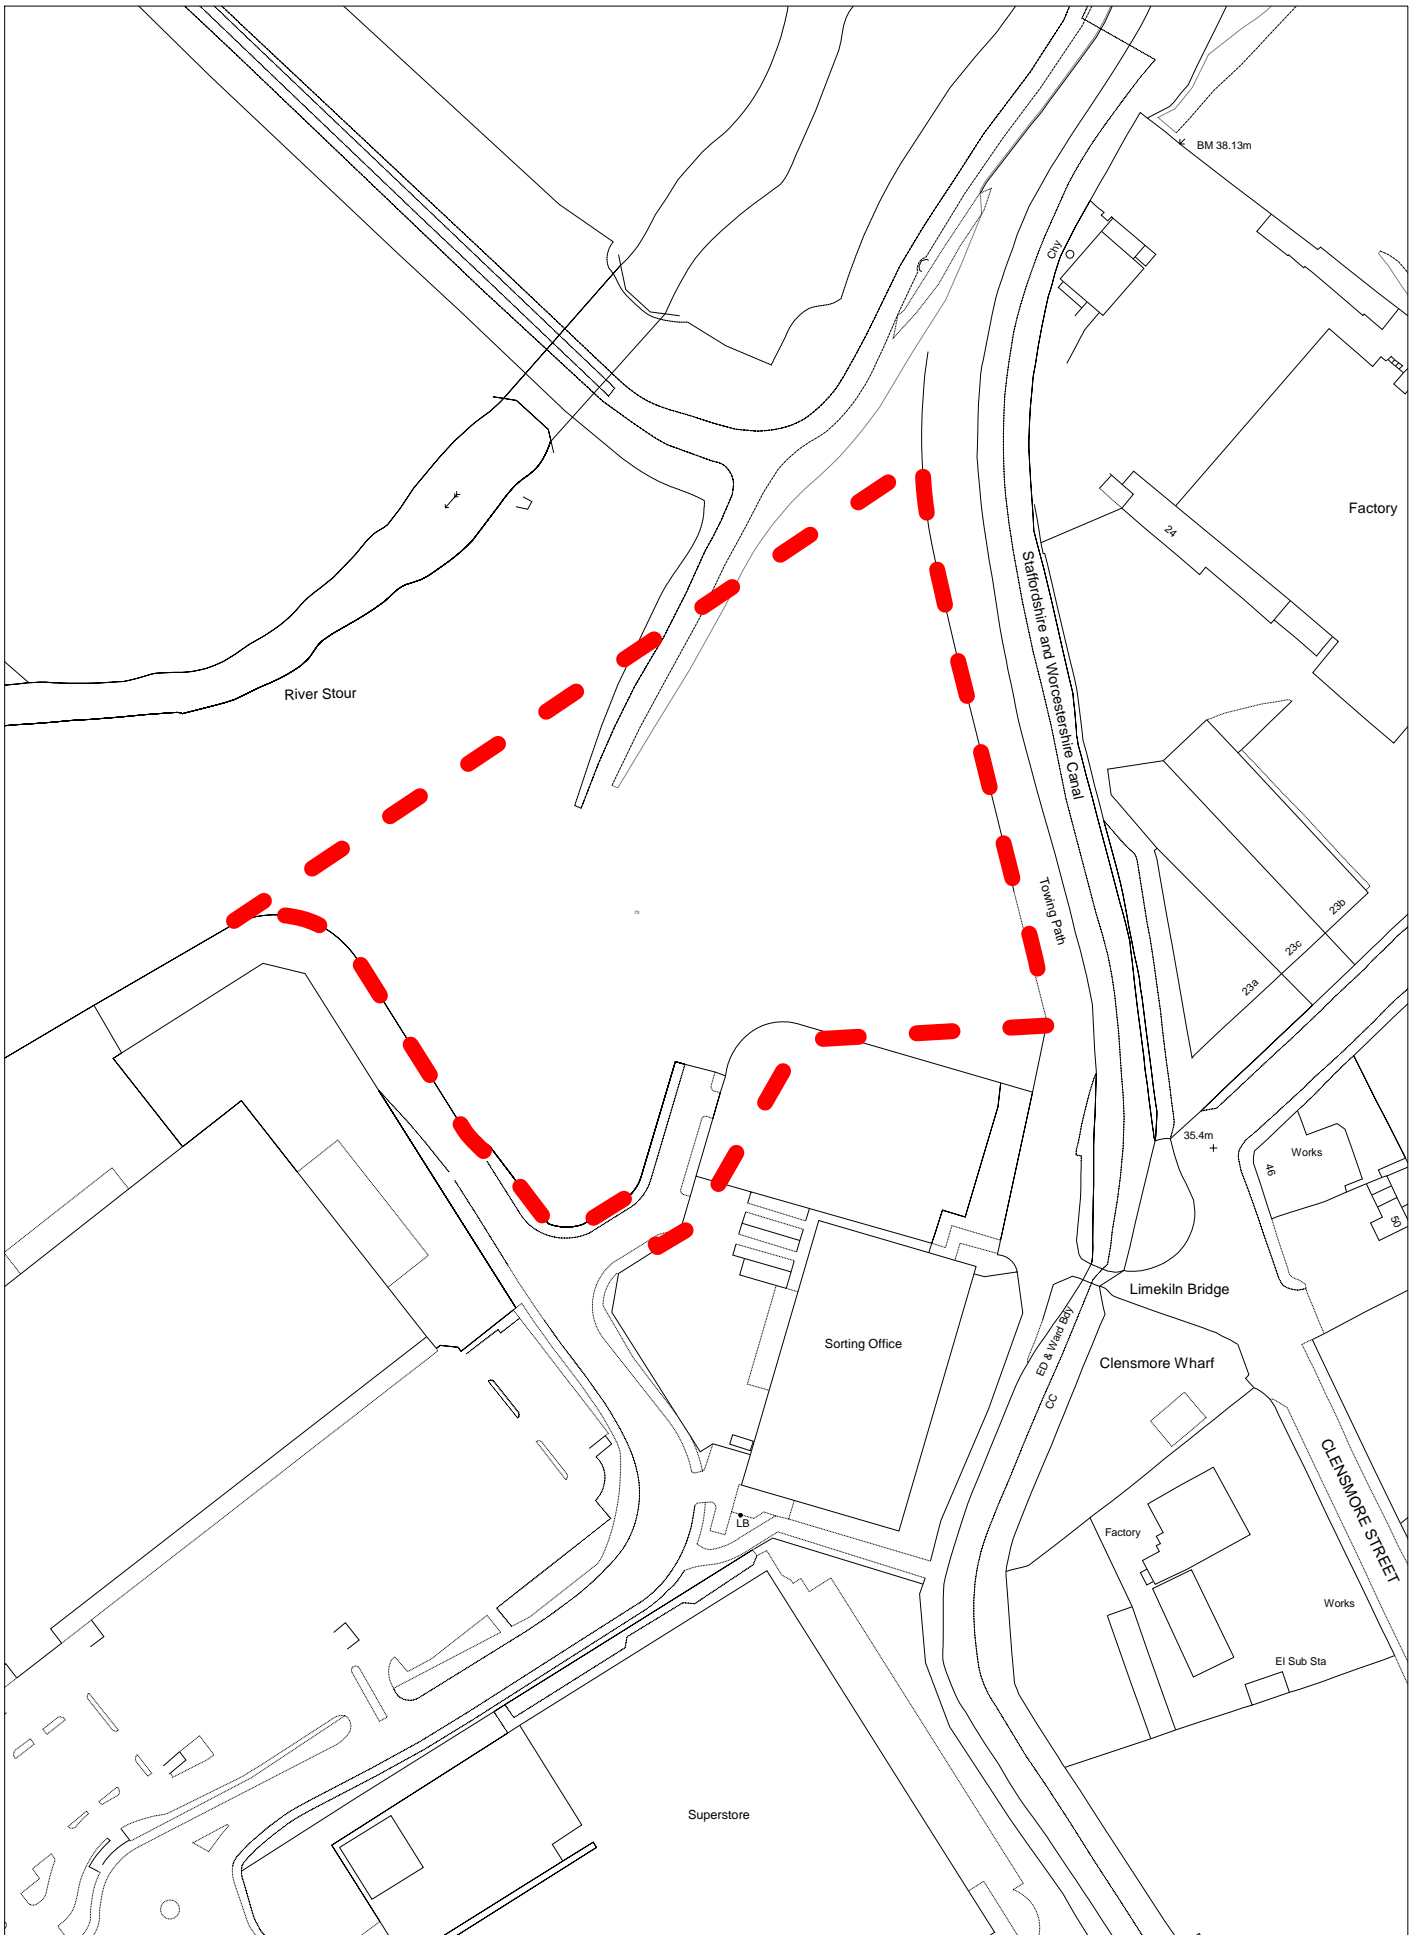 BM 38.13m
Chy
Factory
24
Staffordshire and Worcestershire Canal
River Stour
Towing Path
23b
23c
23a
73
35.4m
Works
46
50
Limekiln Bridge
ED & Ward Bdy
Sorting Office
Clensmore Wharf
CC
CLENSMORE STREET
LB
Factory
Works
El Sub Sta
Superstore